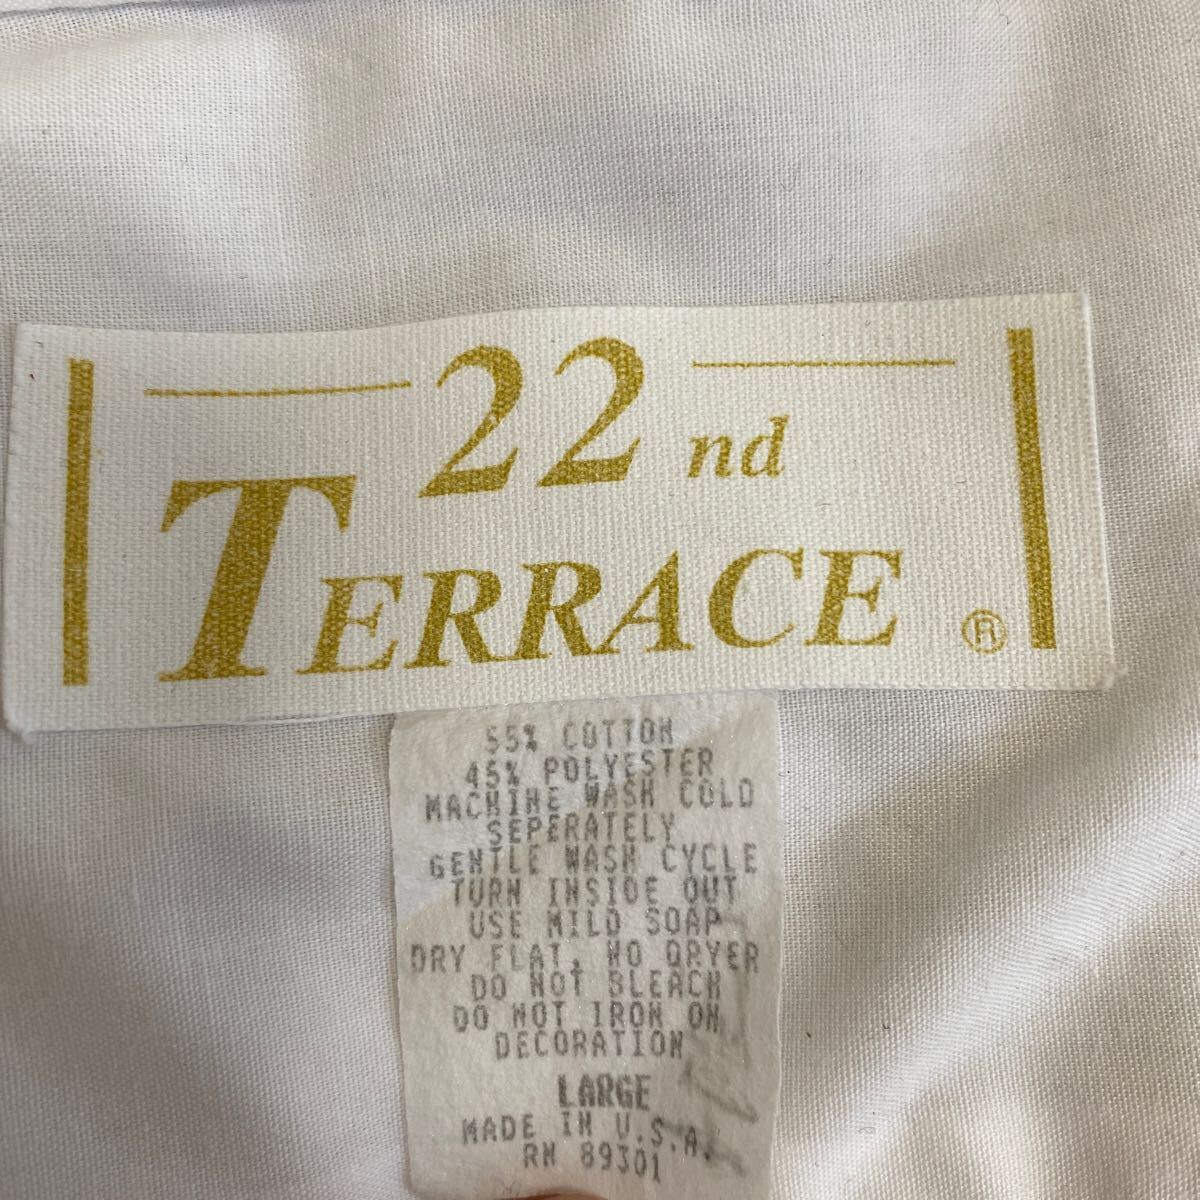 22 nd
TERRACE ®
55% COTTON
45% POLYESTER
MACHINE WASH COLD
SEPERATELY
GENTLE WASH CYCLE
TURN INSIDE OUT
USE MILD SOAP
DRY FLAT, NO DRYER
DO NOT BLEACH
DO NOT IRON ON
DECORATION
LARGE
MADE IN U.S.A.
RN 89301